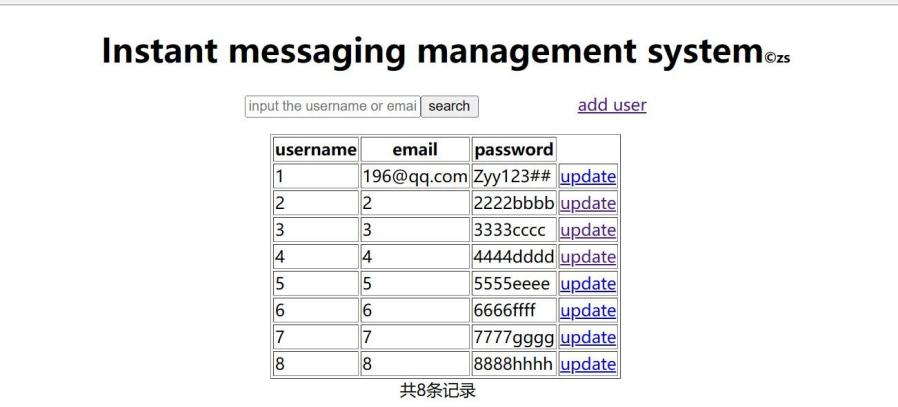 Instant messaging management system©zs
input the username or emai search add user
username email password
1 196@qq.com Zyy123## update
2 2 2222bbbb update
3 3 3333cccc update
4 4 4444dddd update
5 5 5555eeee update
6 6 6666ffff update
7 7 7777gggg update
8 8 8888hhhh update
共8条记录